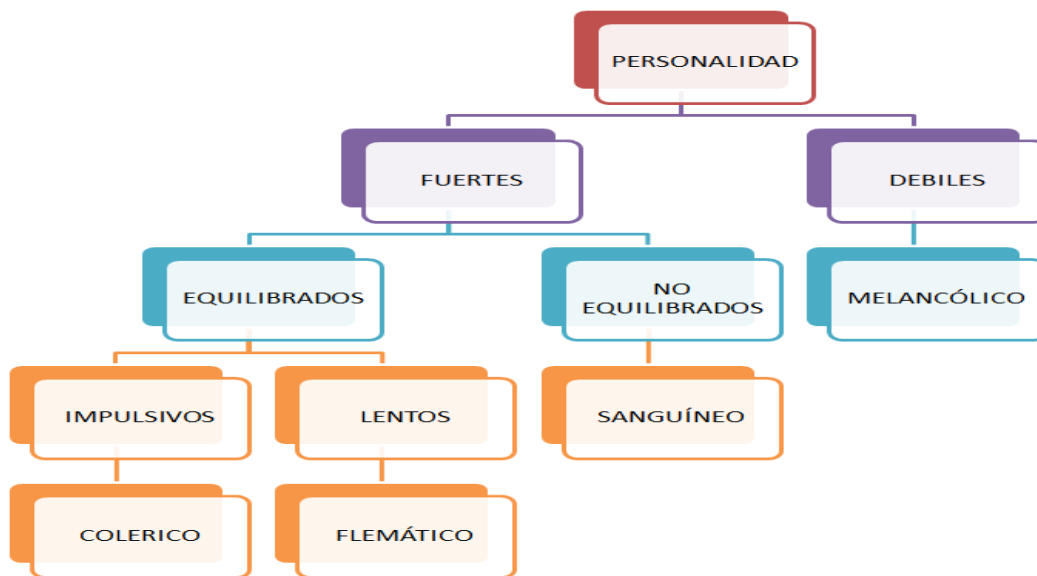 PERSONALIDAD
FUERTES
DEBILES
EQUILIBRADOS
NO
EQUILIBRADOS
MELANCÓLICO
IMPULSIVOS
LENTOS
SANGUÍNEO
COLERICO
FLEMÁTICO